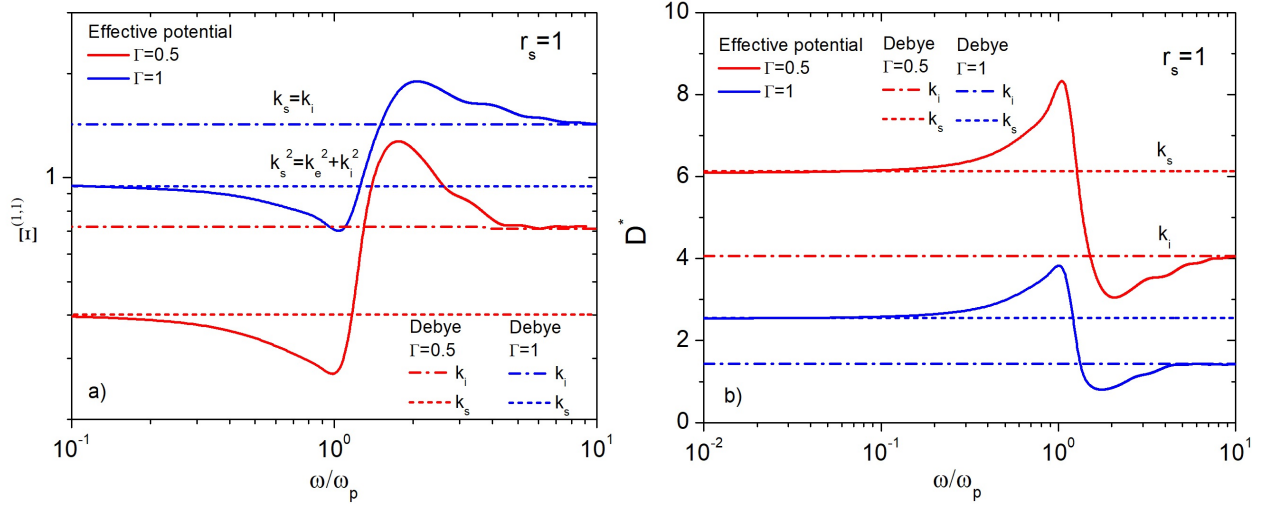 Effective potential
Γ=0.5
Γ=1
r_s=1
k_s=k_i
k_s^2=k_e^2+k_i^2
1
Ξ^(1,1)
Debye Debye
Γ=0.5 Γ=1
k_i k_i
k_s k_s
a)
10^-1 10^0 10^1
ω/ω_p
10
8
6
4
2
0
D^*
Effective potential
Γ=0.5
Γ=1
Debye Debye
Γ=0.5 Γ=1
k_i k_i
k_s k_s
r_s=1
k_s
k_i
b)
10^-2 10^-1 10^0 10^1
ω/ω_p